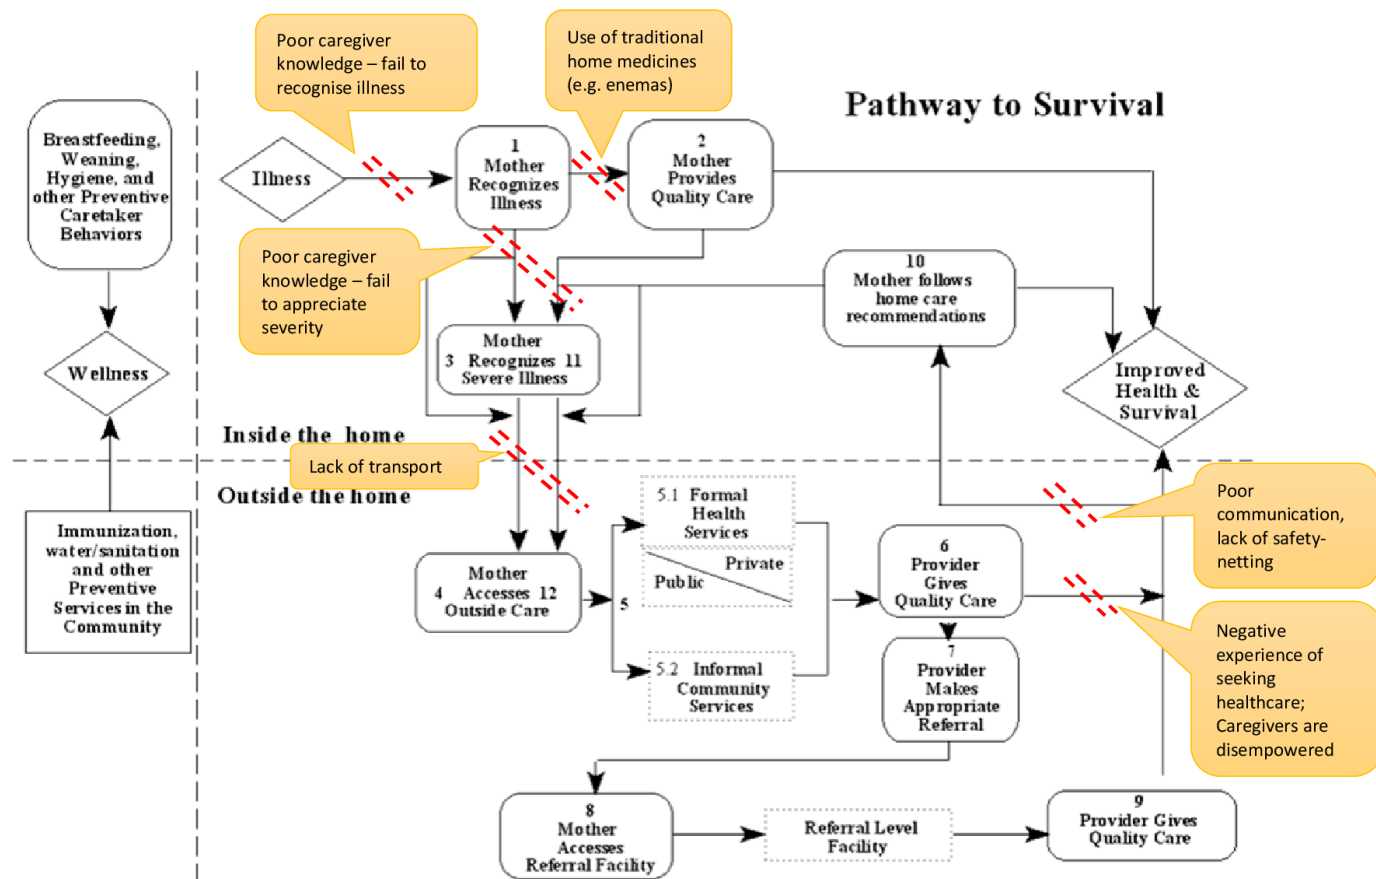 Pathway to Survival
Poor caregiver
knowledge – fail to
recognise illness
Use of traditional
home medicines
(e.g. enemas)
Breastfeeding,
Weaning,
Hygiene, and
other Preventive
Caretaker
Behaviors
Illness
1
Mother
Recognizes
Illness
2
Mother
Provides
Quality Care
Poor caregiver
knowledge – fail
to appreciate
severity
10
Mother follows
home care
recommendations
Mother
3 Recognizes 11
Severe Illness
Wellness
Improved
Health &
Survival
Inside the home
Lack of transport
Outside the home
Immunization,
water/sanitation
and other
Preventive
Services in the
Community
5.1 Formal
Health
Services
Private
Public
Mother
4 Accesses 12
Outside Care
5
5.2 Informal
Community
Services
6
Provider
Gives
Quality Care
7
Provider
Makes
Appropriate
Referral
Poor
communication,
lack of safety-
netting
Negative
experience of
seeking
healthcare;
Caregivers are
disempowered
8
Mother
Accesses
Referral Facility
Referral Level
Facility
9
Provider Gives
Quality Care